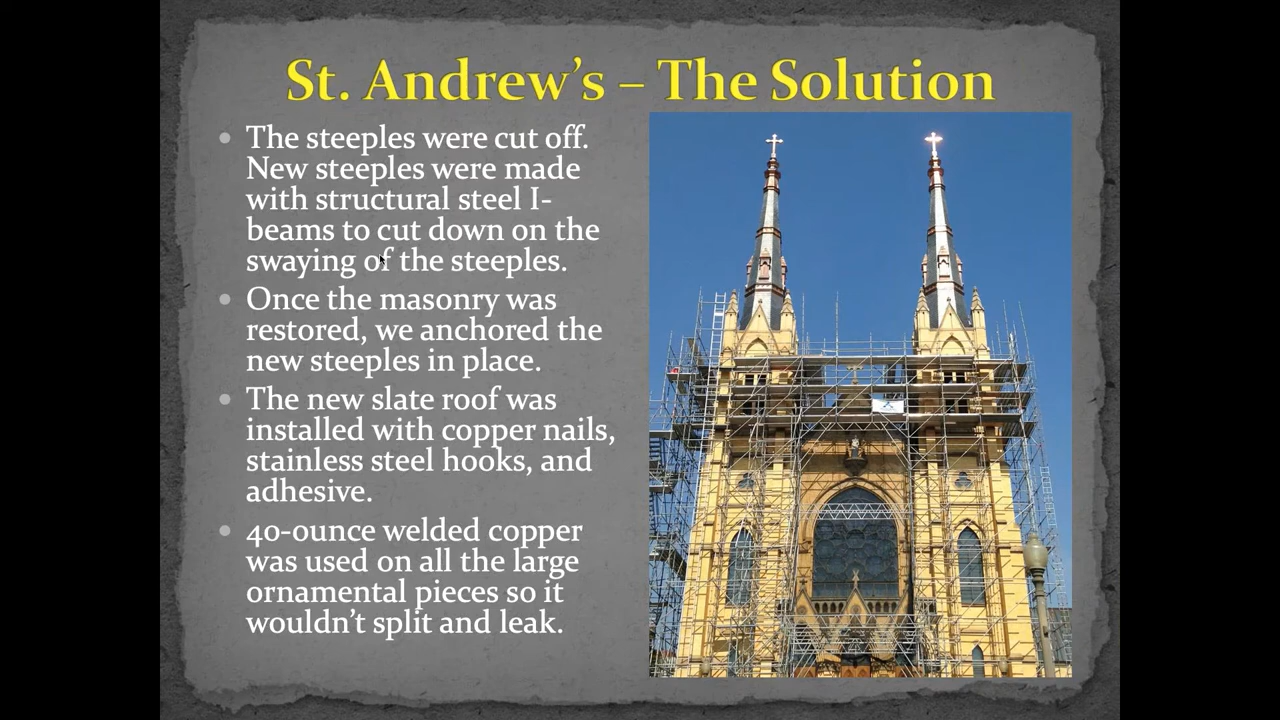 St. Andrew’s – The Solution
The steeples were cut off.
New steeples were made
with structural steel I-
beams to cut down on the
swaying of the steeples.
Once the masonry was
restored, we anchored the
new steeples in place.
The new slate roof was
installed with copper nails,
stainless steel hooks, and
adhesive.
40-ounce welded copper
was used on all the large
ornamental pieces so it
wouldn’t split and leak.